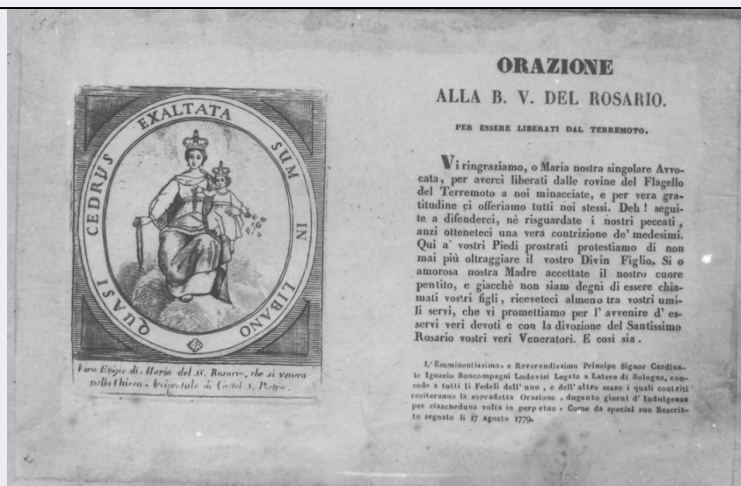 QUASI CEDRUS EXALTATA SUM IN LIBANO
Vera Effigie di Maria del SS. Rosario, che si venera
nella Chiesa Arcipretale di Castel S. Pietro.
ORAZIONE
ALLA B. V. DEL ROSARIO.
PER ESSERE LIBERATI DAL TERREMOTO.
Vi ringraziamo, o Maria nostra singolare Avvo-
cata, per averci liberati dalle rovine del Flagello
del Terremoto a noi minacciate, e per vera gra-
titudine ci offeriamo tutti noi stessi. Deh! segui-
te a difenderci, nè risguardate i nostri peccati,
anzi otteneteci una vera contrizione de' medesimi.
Qui a' vostri Piedi prostrati protestiamo di non
mai più oltraggiare il vostro Divin Figlio. Si o
amorosa nostra Madre accettate il nostro cuore
pentito, e giacchè non siam degni di essere chia-
mati vostri figli, riceveteci almeno tra vostri umi-
li servi, che vi promettiamo per l' avvenire d' es-
servi veri devoti e con la divozione del Santissimo
Rosario vostri veri Veneratori. E così sia.
L' Emminentissimo, e Reverendissimo Principe Signor Cardina-
le Ignazio Boncompagni Ludovisi Legato a Latere di Bologna, con-
cede a tutti li Fedeli dell' uno, e dell' altro sesso i quali contriti
reciteranno la sopradetta Orazione, dugento giorni d' Indulgenza
per ciascheduna volta in perpetuo. Come da special suo Rescrit-
to segnato li 17 Agosto 1779.